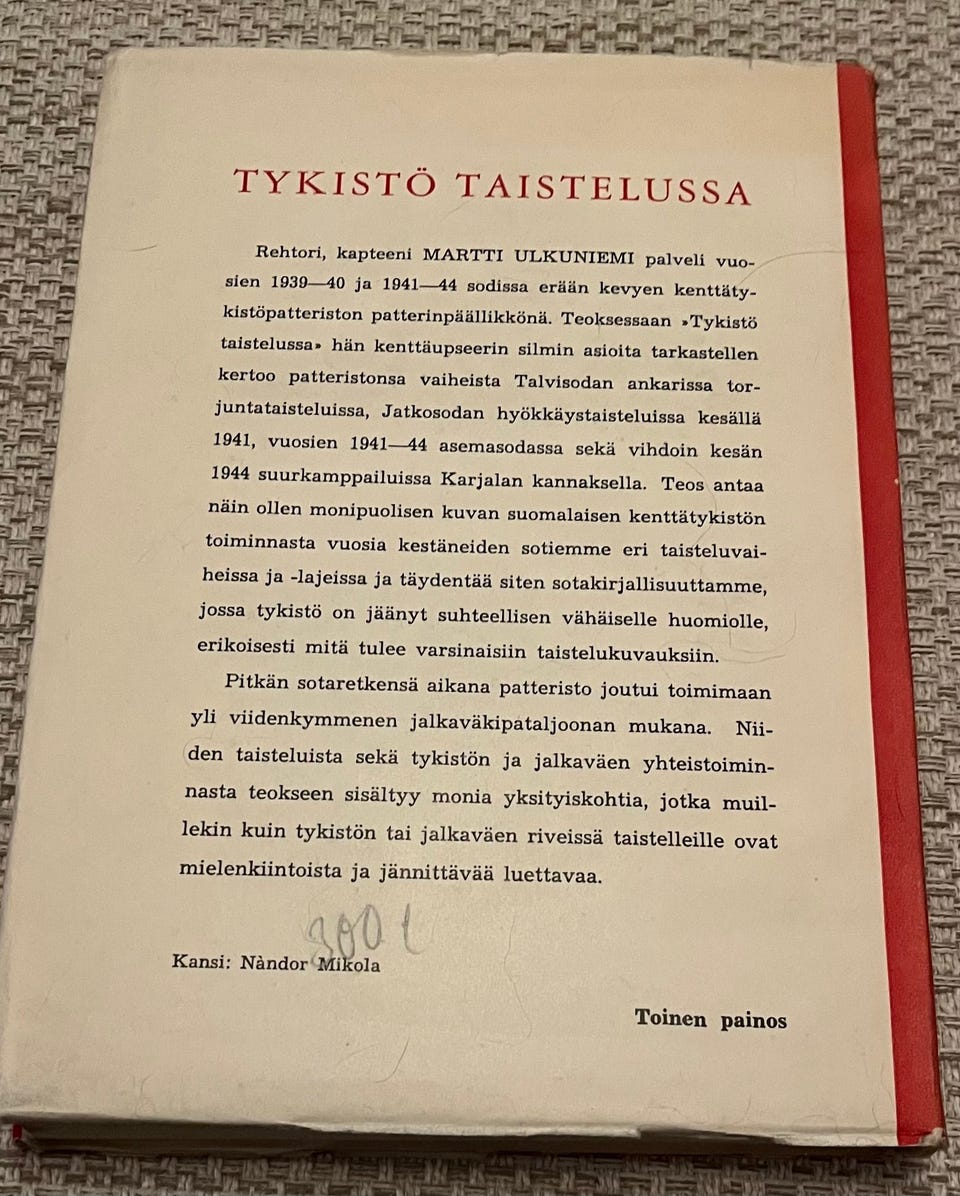 TYKISTÖ TAISTELUSSA
Rehtori, kapteeni MARTTI ULKUNIEMI palveli vuo-
sien 1939—40 ja 1941—44 sodissa erään kevyen kenttäty-
kistöpatteriston patterinpäällikkönä. Teoksessaan »Tykistö
taistelussa» hän kenttäupseerin silmin asioita tarkastellen
kertoo patteristonsa vaiheista Talvisodan ankarissa tor-
juntataisteluissa, Jatkosodan hyökkäystaisteluissa kesällä
1941, vuosien 1941—44 asemasodassa sekä vihdoin kesän
1944 suurkamppailuissa Karjalan kannaksella. Teos antaa
näin ollen monipuolisen kuvan suomalaisen kenttätykistön
toiminnasta vuosia kestäneiden sotiemme eri taisteluvai-
heissa ja -lajeissa ja täydentää siten sotakirjallisuuttamme,
jossa tykistö on jäänyt suhteellisen vähäiselle huomiolle,
erikoisesti mitä tulee varsinaisiin taistelukuvauksiin.
Pitkän sotaretkensä aikana patteristo joutui toimimaan
yli viidenkymmenen jalkaväkipataljoonan mukana. Nii-
den taisteluista sekä tykistön ja jalkaväen yhteistoimin-
nasta teokseen sisältyy monia yksityiskohtia, jotka muil-
lekin kuin tykistön tai jalkaväen riveissä taistelleille ovat
mielenkiintoista ja jännittävää luettavaa.
300
Kansi: Nàndor Mikola
Toinen painos